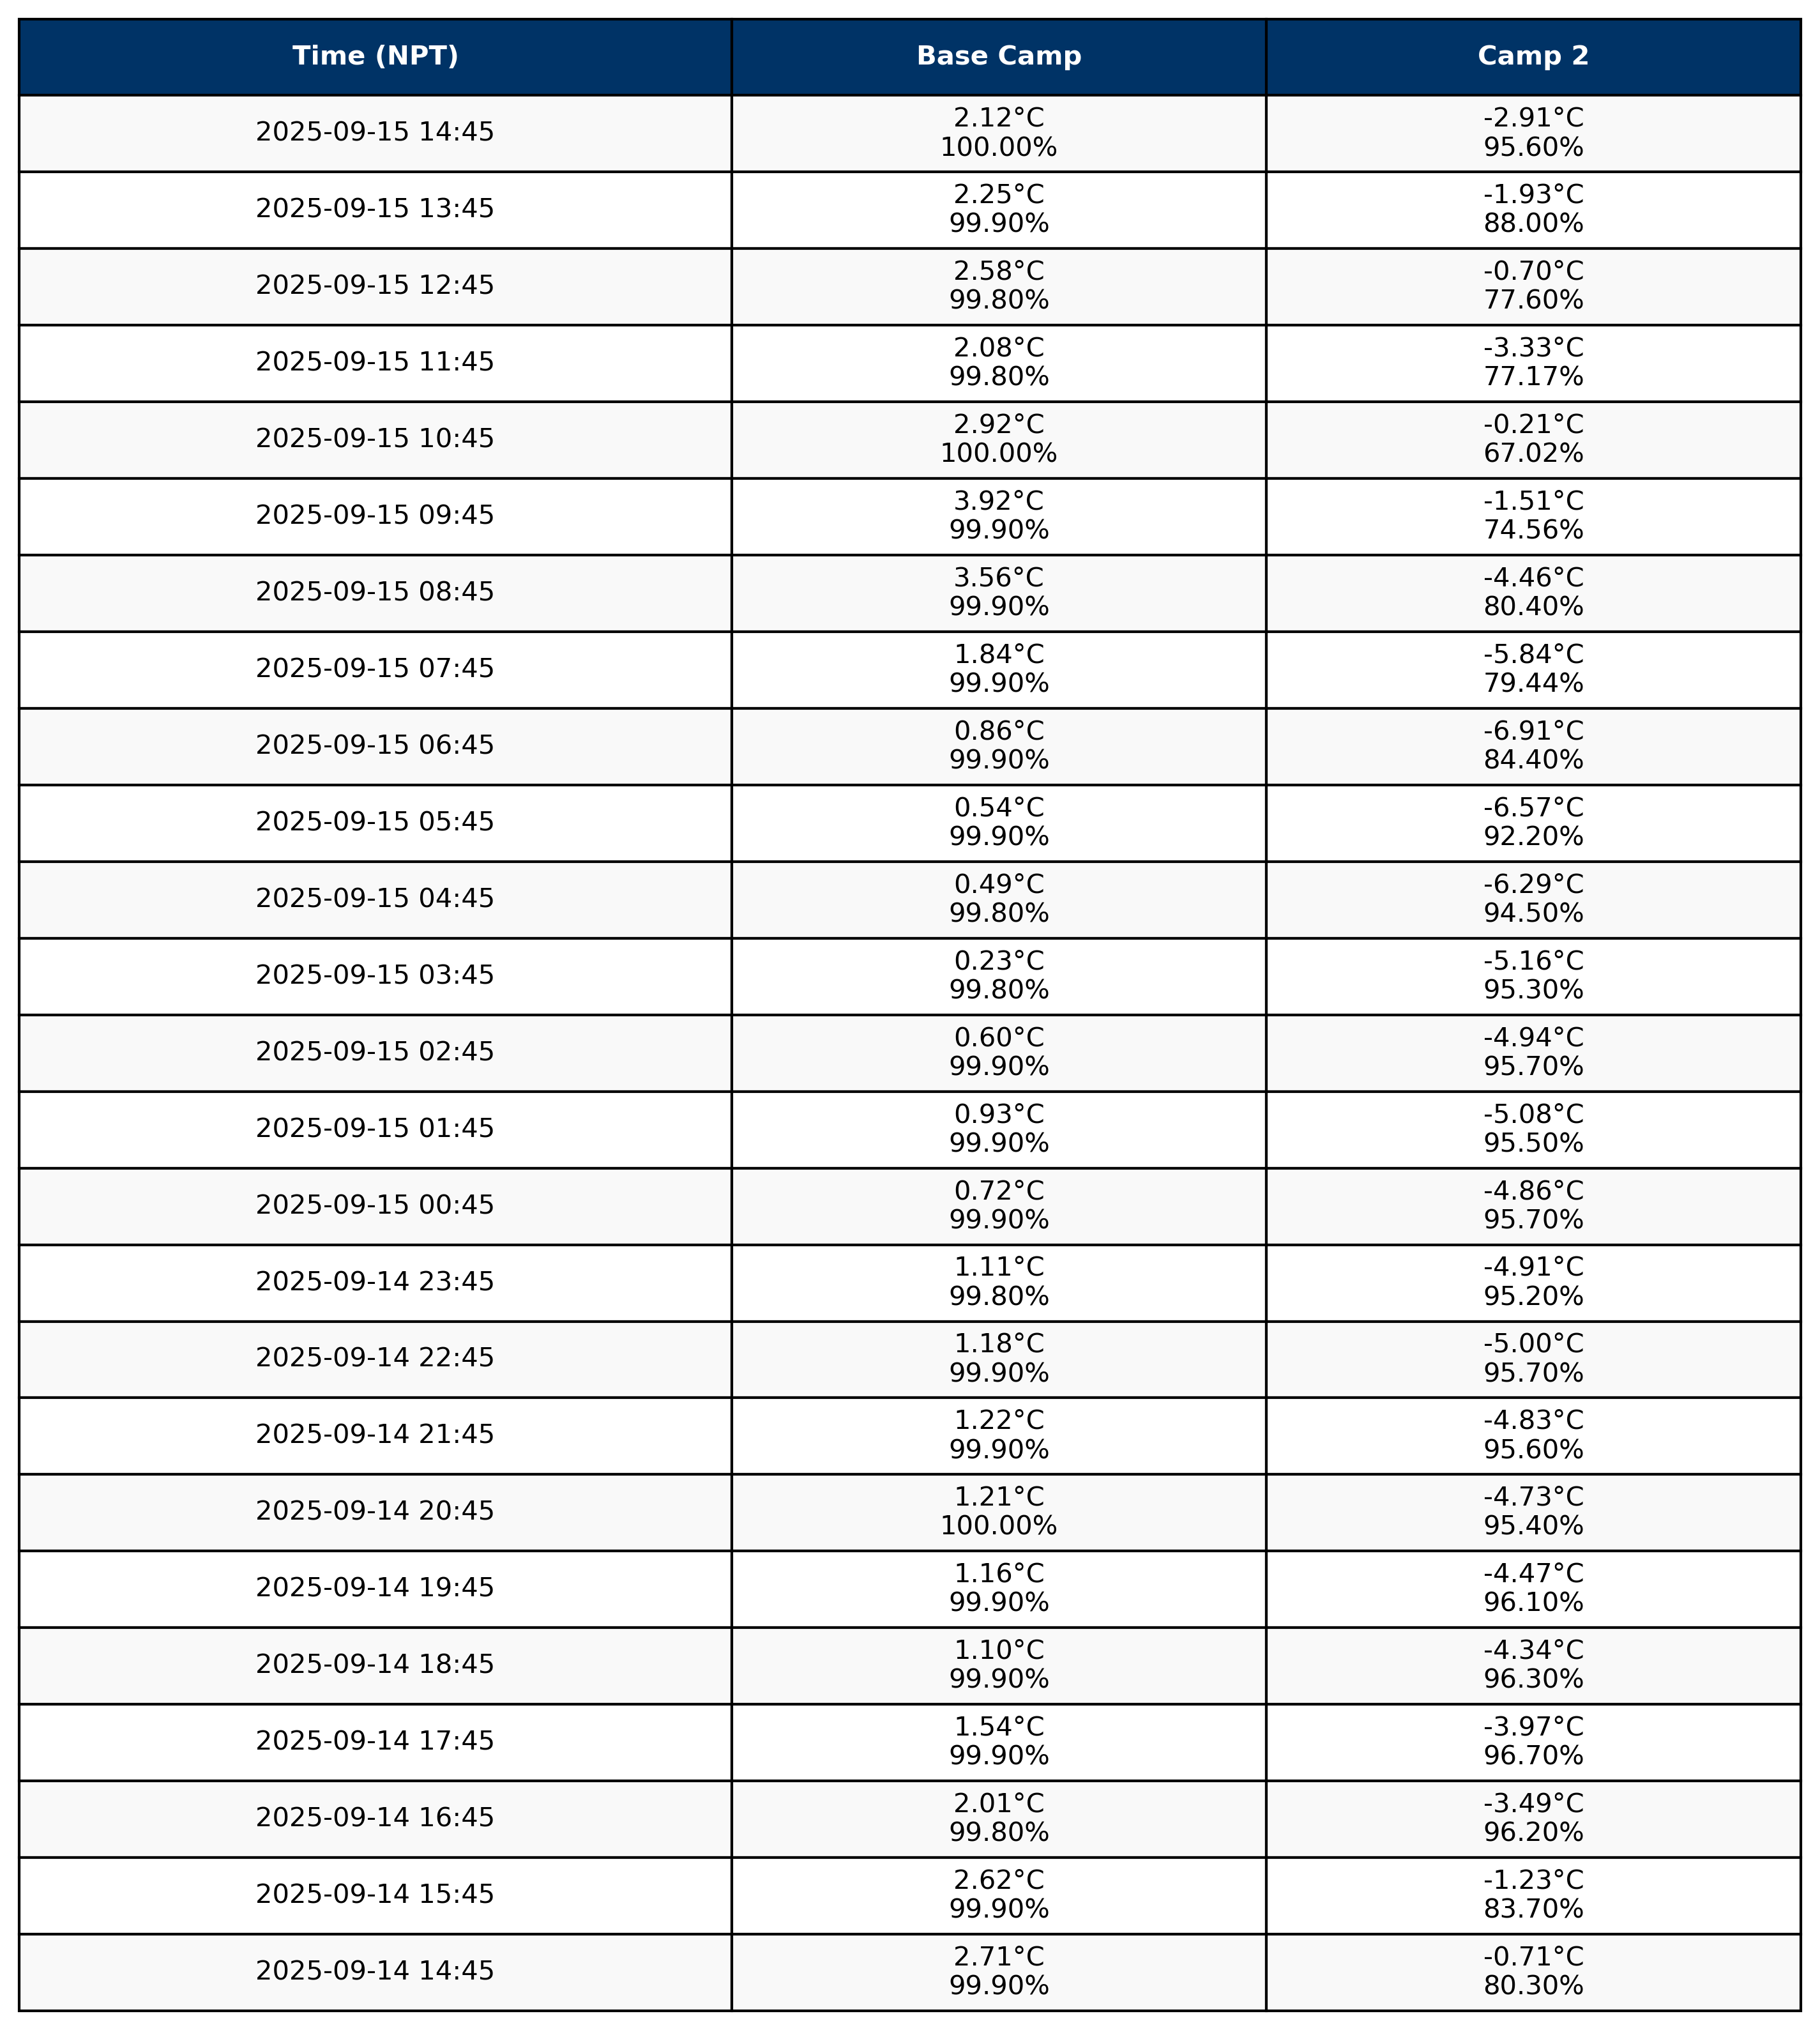 Time (NPT) Base Camp Camp 2
2025-09-15 14:45 2.12°C -2.91°C
100.00% 95.60%
2025-09-15 13:45 2.25°C -1.93°C
99.90% 88.00%
2025-09-15 12:45 2.58°C -0.70°C
99.80% 77.60%
2025-09-15 11:45 2.08°C -3.33°C
99.80% 77.17%
2025-09-15 10:45 2.92°C -0.21°C
100.00% 67.02%
2025-09-15 09:45 3.92°C -1.51°C
99.90% 74.56%
2025-09-15 08:45 3.56°C -4.46°C
99.90% 80.40%
2025-09-15 07:45 1.84°C -5.84°C
99.90% 79.44%
2025-09-15 06:45 0.86°C -6.91°C
99.90% 84.40%
2025-09-15 05:45 0.54°C -6.57°C
99.90% 92.20%
2025-09-15 04:45 0.49°C -6.29°C
99.80% 94.50%
2025-09-15 03:45 0.23°C -5.16°C
99.80% 95.30%
2025-09-15 02:45 0.60°C -4.94°C
99.90% 95.70%
2025-09-15 01:45 0.93°C -5.08°C
99.90% 95.50%
2025-09-15 00:45 0.72°C -4.86°C
99.90% 95.70%
2025-09-14 23:45 1.11°C -4.91°C
99.80% 95.20%
2025-09-14 22:45 1.18°C -5.00°C
99.90% 95.70%
2025-09-14 21:45 1.22°C -4.83°C
99.90% 95.60%
2025-09-14 20:45 1.21°C -4.73°C
100.00% 95.40%
2025-09-14 19:45 1.16°C -4.47°C
99.90% 96.10%
2025-09-14 18:45 1.10°C -4.34°C
99.90% 96.30%
2025-09-14 17:45 1.54°C -3.97°C
99.90% 96.70%
2025-09-14 16:45 2.01°C -3.49°C
99.80% 96.20%
2025-09-14 15:45 2.62°C -1.23°C
99.90% 83.70%
2025-09-14 14:45 2.71°C -0.71°C
99.90% 80.30%